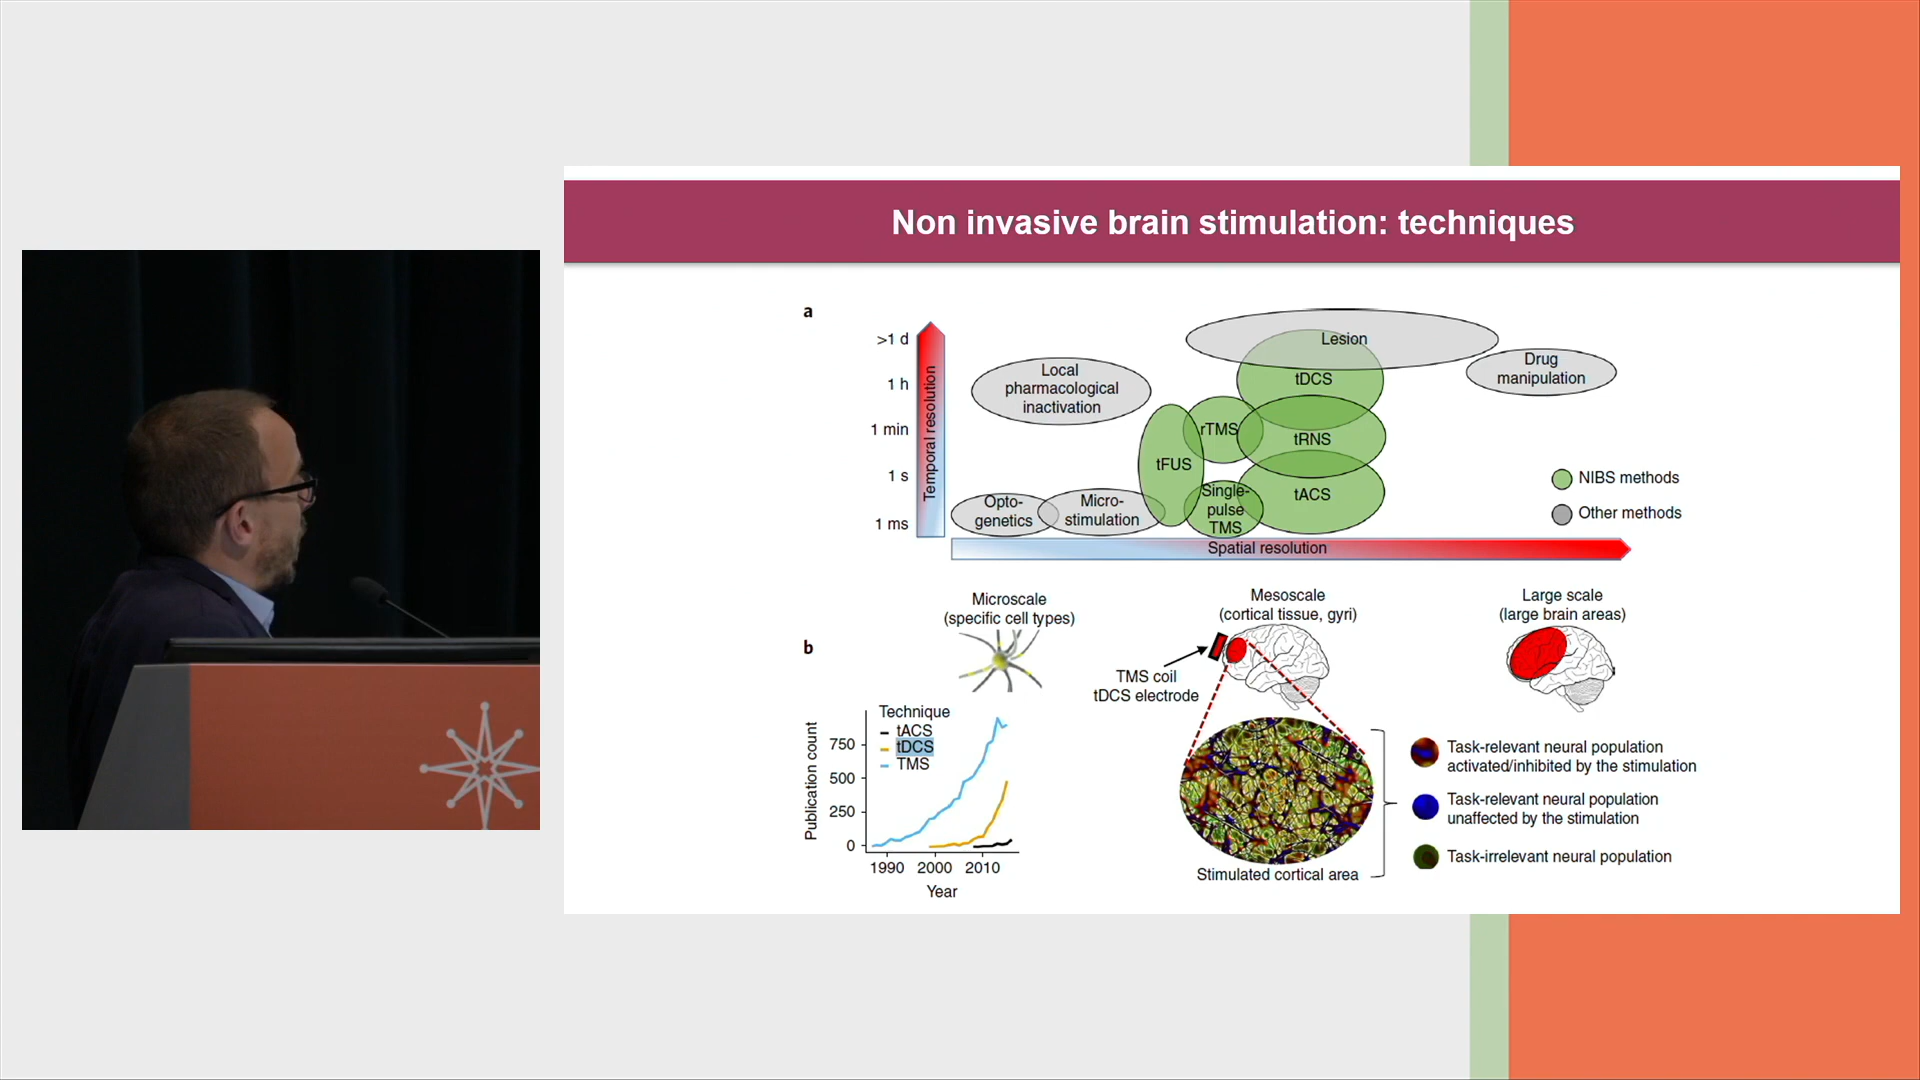 Non invasive brain stimulation: techniques
a
>1 d
1 h
1 min
1 s
1 ms
Temporal resolution
Local
pharmacological
inactivation
Opto-
genetics
Micro-
stimulation
tFUS
rTMS
Single-
pulse
TMS
Lesion
tDCS
tRNS
tACS
Drug
manipulation
NIBS methods
Other methods
Spatial resolution
Microscale
(specific cell types)
Mesoscale
(cortical tissue, gyri)
Large scale
(large brain areas)
b
TMS coil
tDCS electrode
Technique
tACS
tDCS
TMS
Publication count
750
500
250
0
1990 2000 2010
Year
Stimulated cortical area
Task-relevant neural population
activated/inhibited by the stimulation
Task-relevant neural population
unaffected by the stimulation
Task-irrelevant neural population